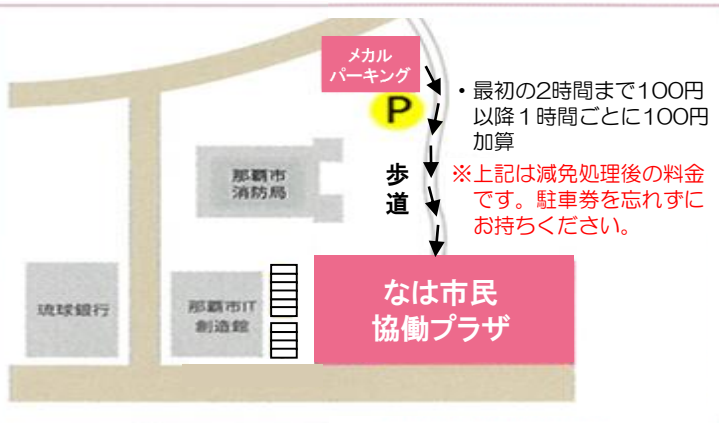 メカル
パーキング
P
・最初の2時間まで100円
以降１時間ごとに100円
加算
※上記は減免処理後の料金
です。駐車券を忘れずに
お持ちください。
歩道
那覇市
消防局
琉球銀行
那覇市IT
創造館
なは市民
協働プラザ